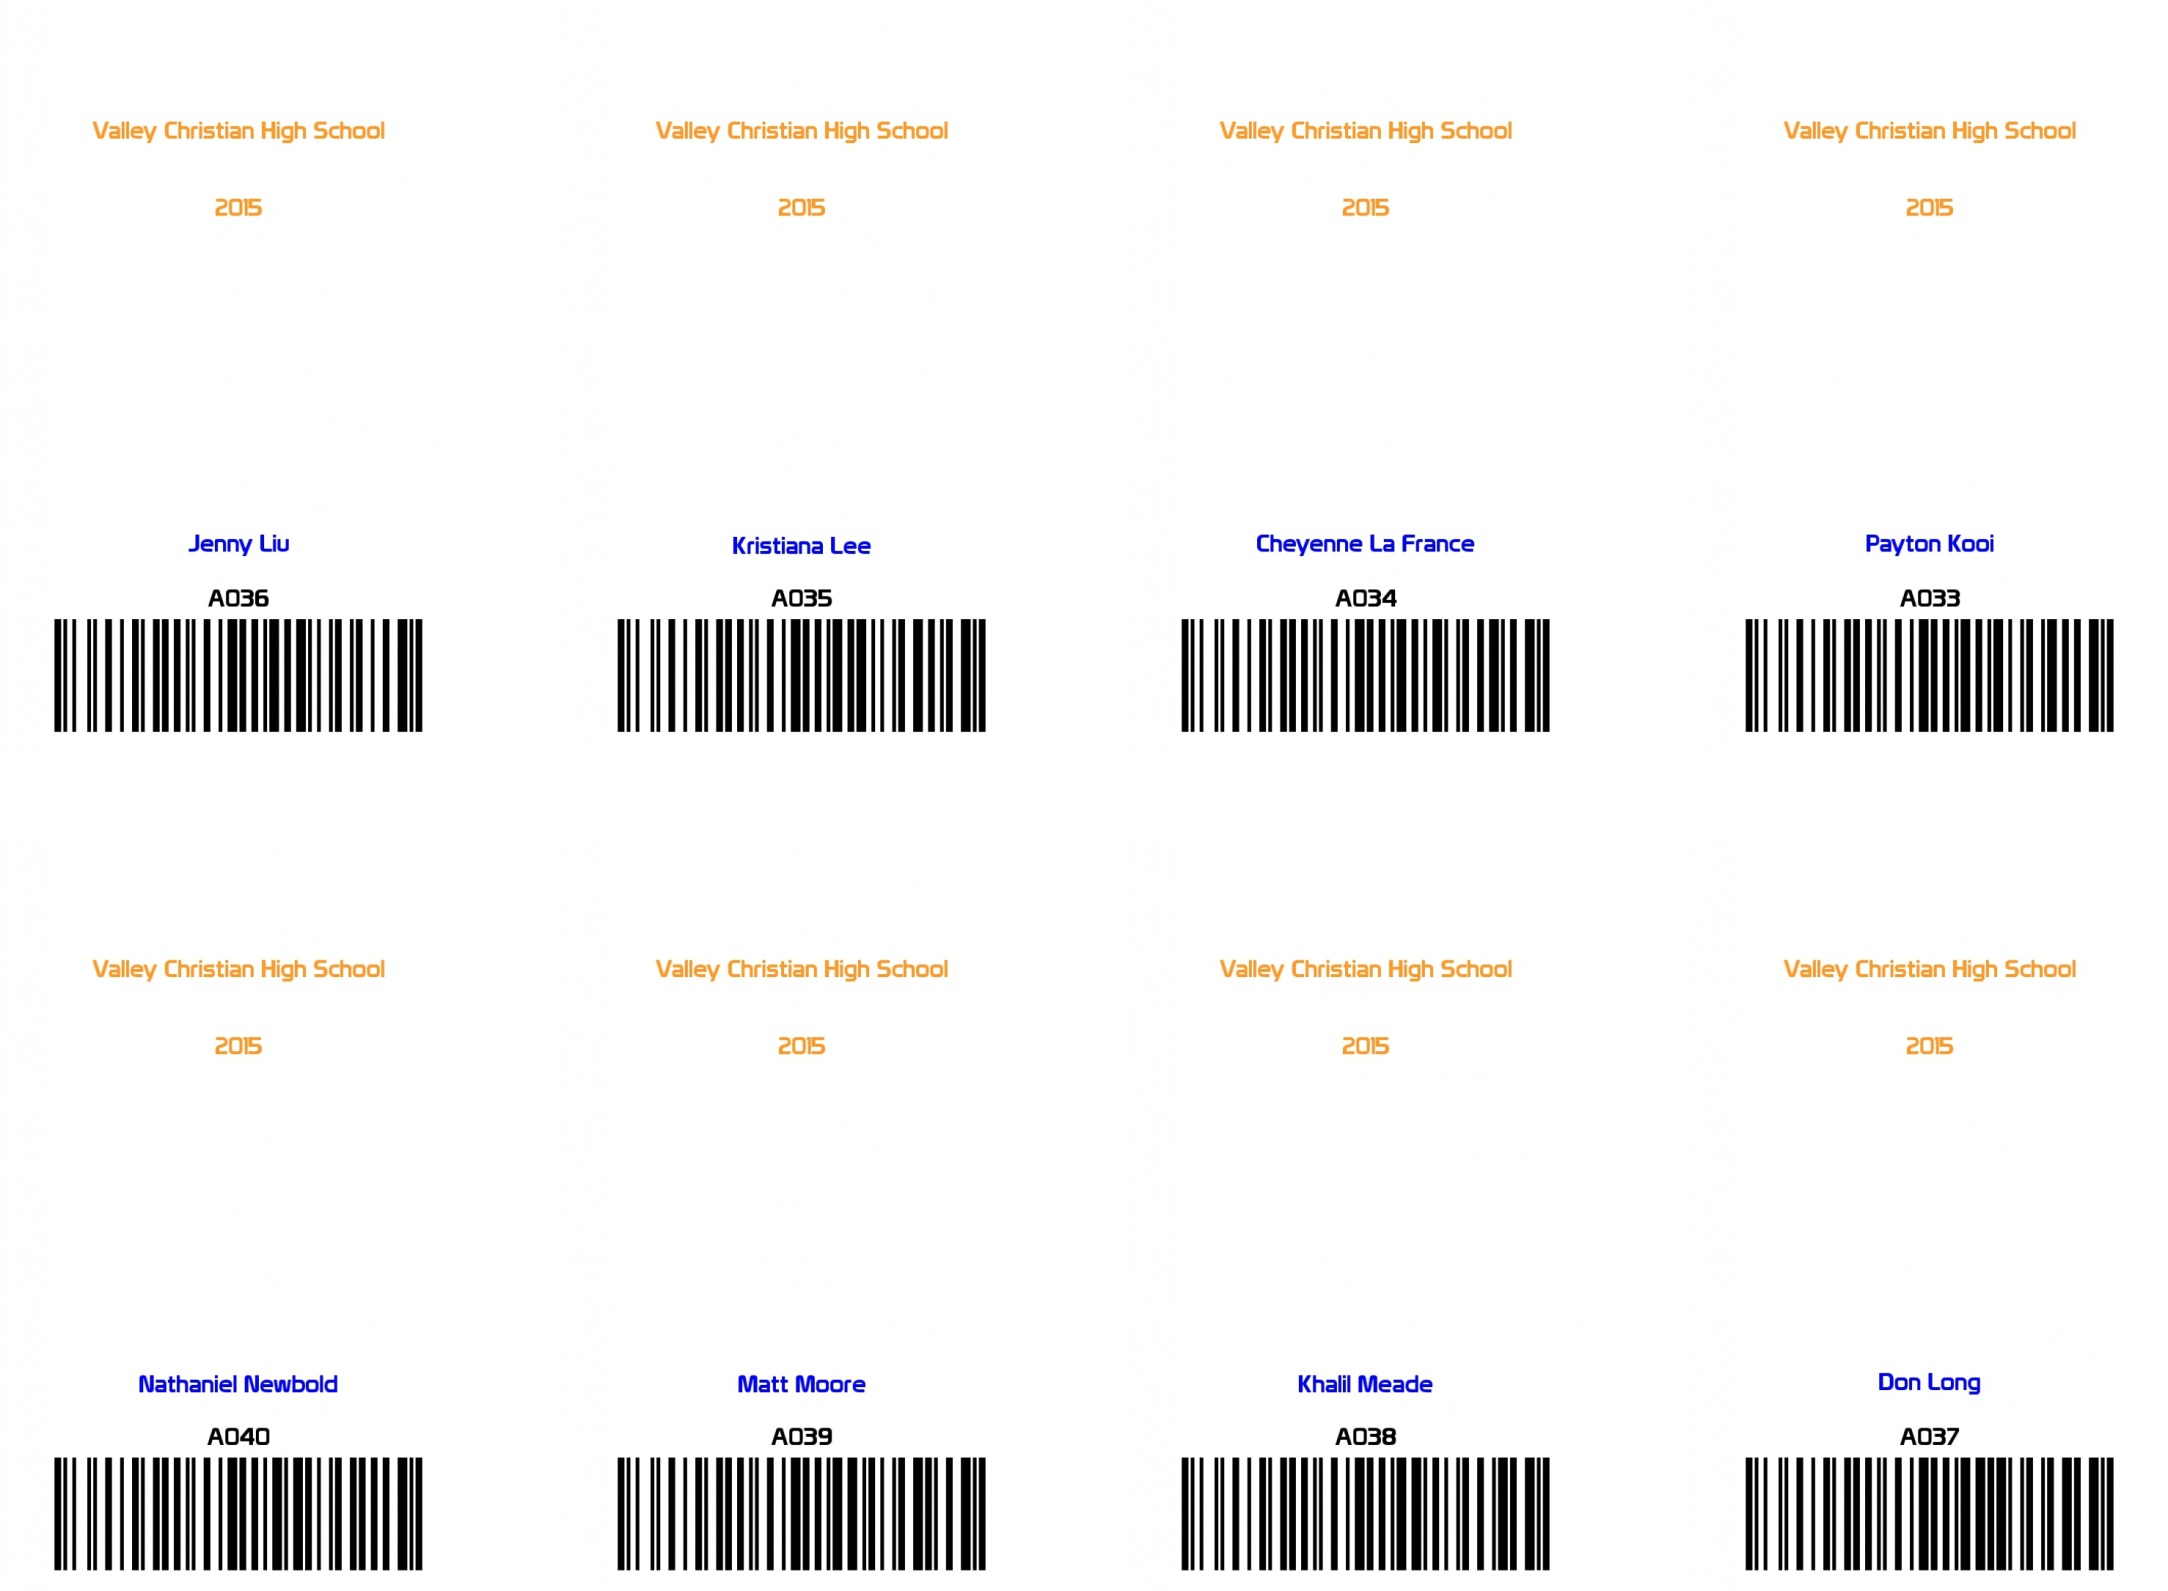 Valley Christian High School
2015
Jenny Liu
A036
Valley Christian High School
2015
Kristiana Lee
A035
Valley Christian High School
2015
Cheyenne La France
A034
Valley Christian High School
2015
Payton Kooi
A033
Valley Christian High School
2015
Nathaniel Newbold
A040
Valley Christian High School
2015
Matt Moore
A039
Valley Christian High School
2015
Khalil Meade
A038
Valley Christian High School
2015
Don Long
A037